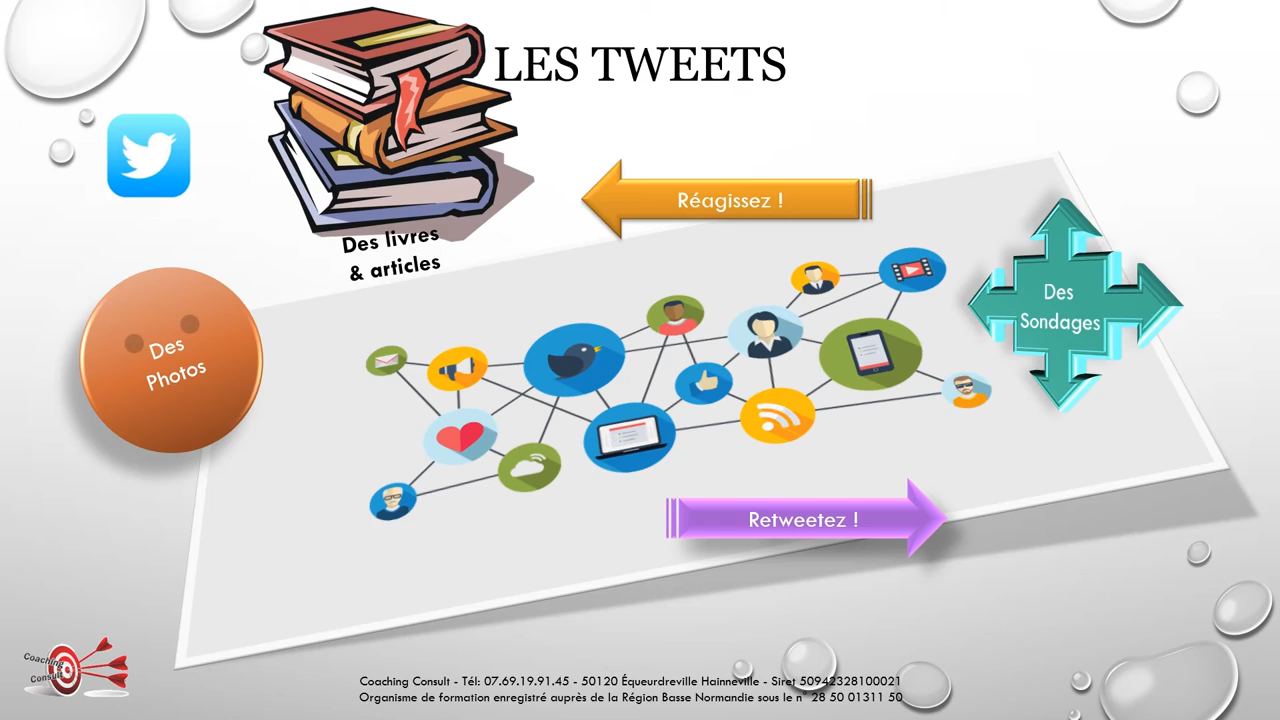 LES TWEETS
Réagissez !
Des livres
& articles
Des
Sondages
Des
Photos
Retweetez !
Coaching
Consult
Coaching Consult - Tél: 07.69.19.91.45 - 50120 Équeurdreville Hainneville - Siret 50942328100021
Organisme de formation enregistré auprès de la Région Basse Normandie sous le n° 28 50 01311 50